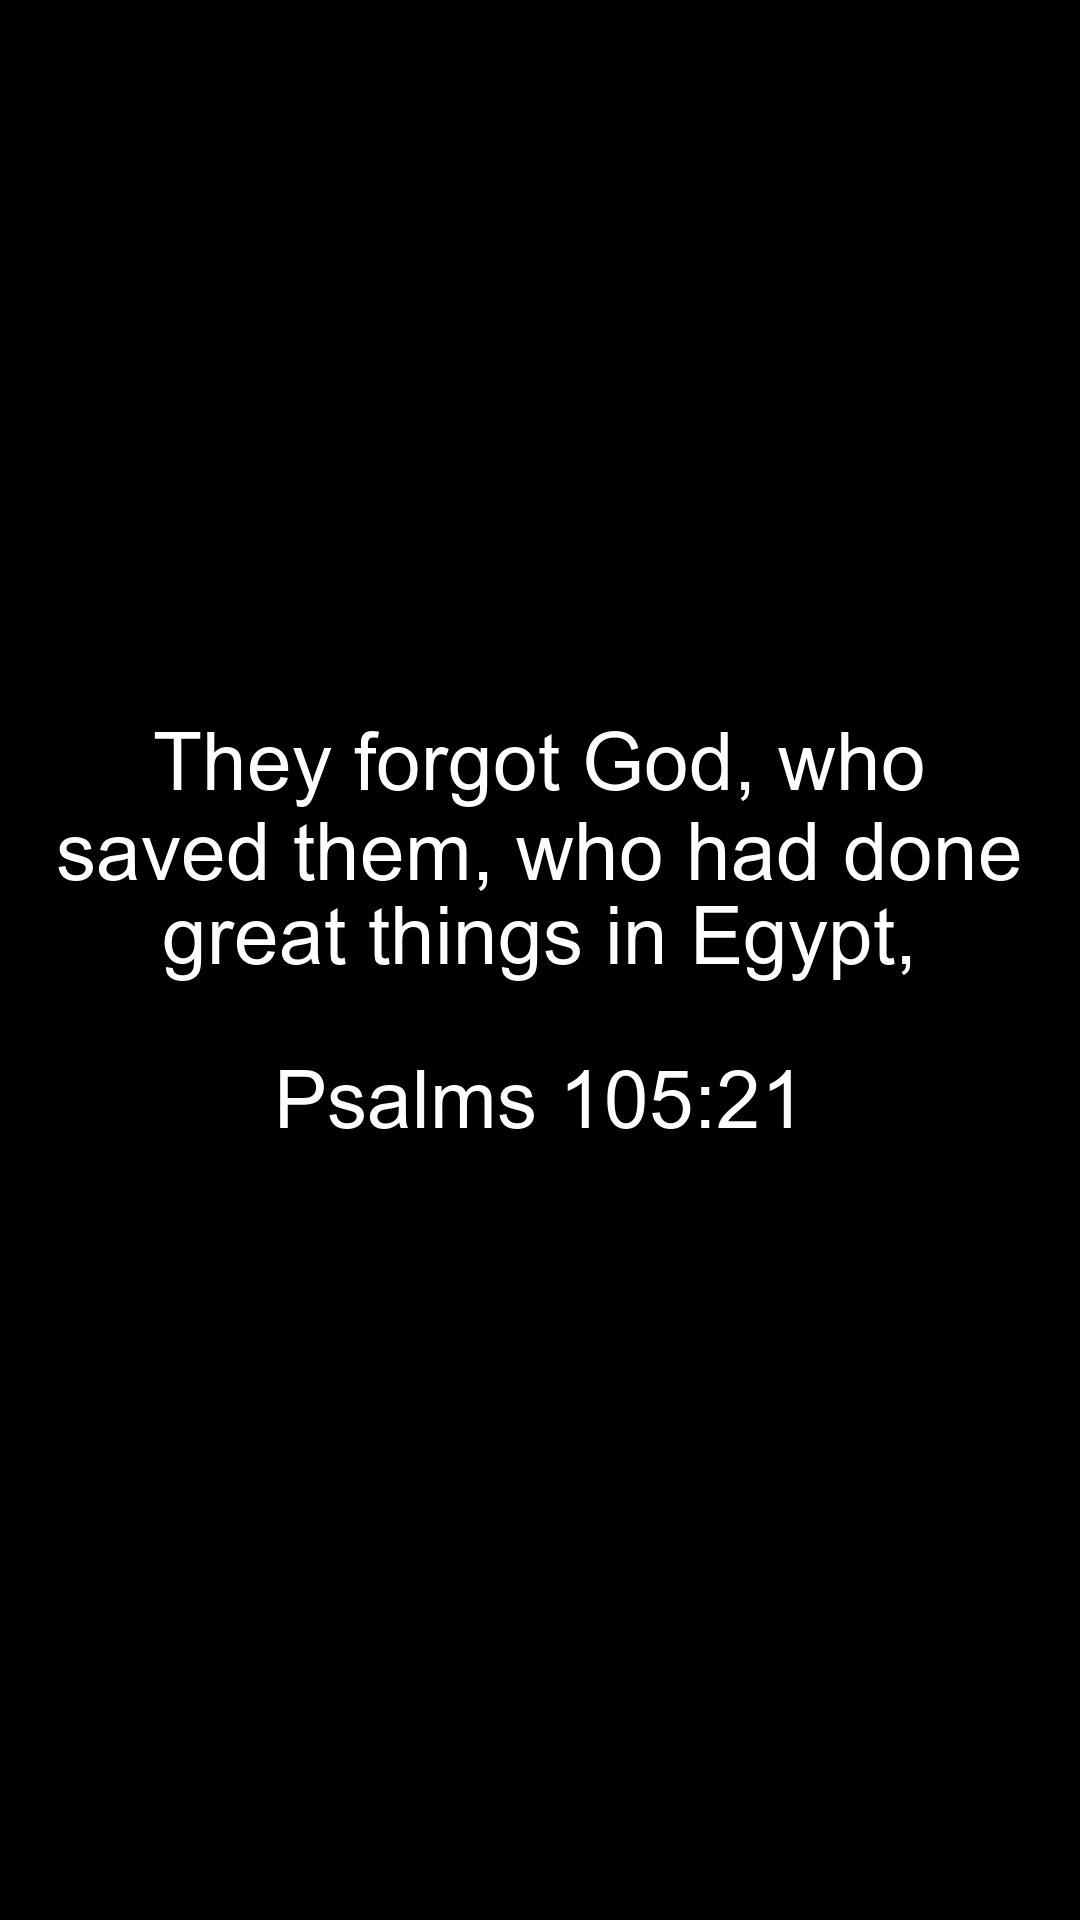 They forgot God, who
saved them, who had done
great things in Egypt,
Psalms 105:21